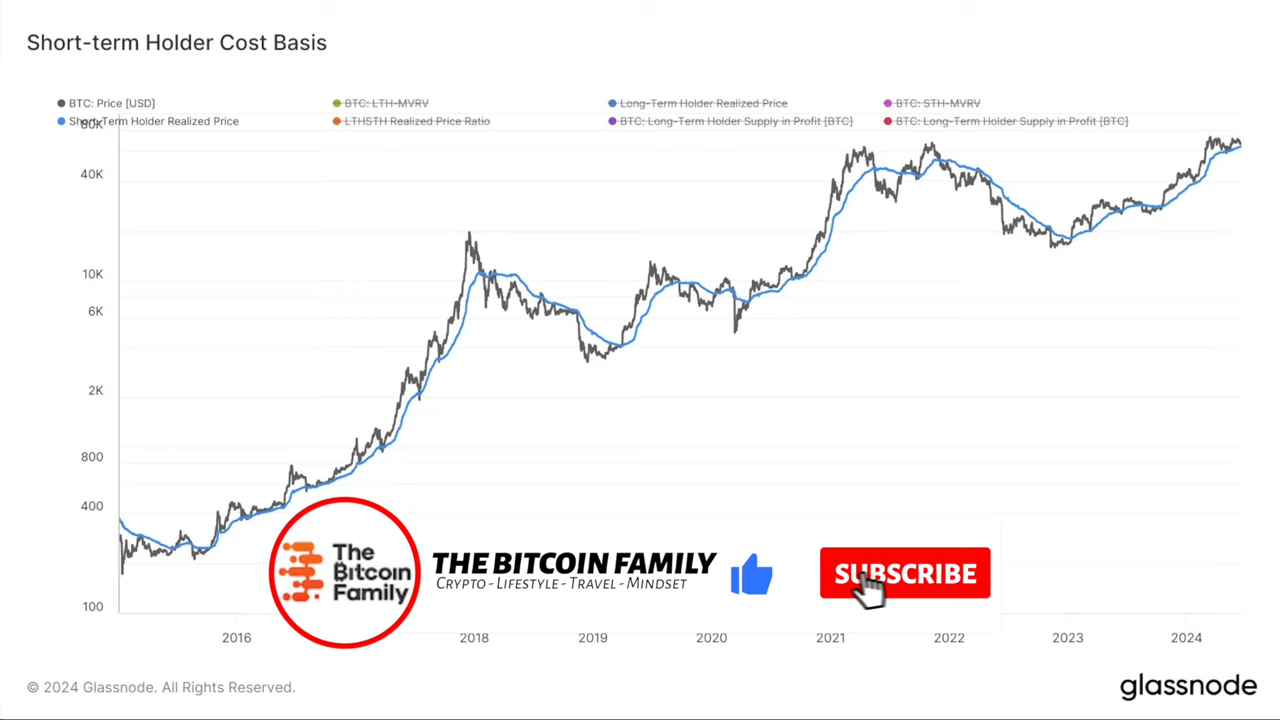 Short-term Holder Cost Basis
BTC: Price [USD] BTC: LTH-MVRV Long-Term Holder Realized Price BTC: STH-MVRV
Short-Term Holder Realized Price LTHSTH Realized Price Ratio BTC: Long-Term Holder Supply in Profit [BTC] BTC: Long-Term Holder Supply in Profit [BTC]
80K
40K
10K
6K
2K
800
400
100
The
Bitcoin
Family
THE BITCOIN FAMILY
CRYPTO - LIFESTYLE - TRAVEL - MINDSET
SUBSCRIBE
2016 2018 2019 2020 2021 2022 2023 2024
© 2024 Glassnode. All Rights Reserved.
glassnode